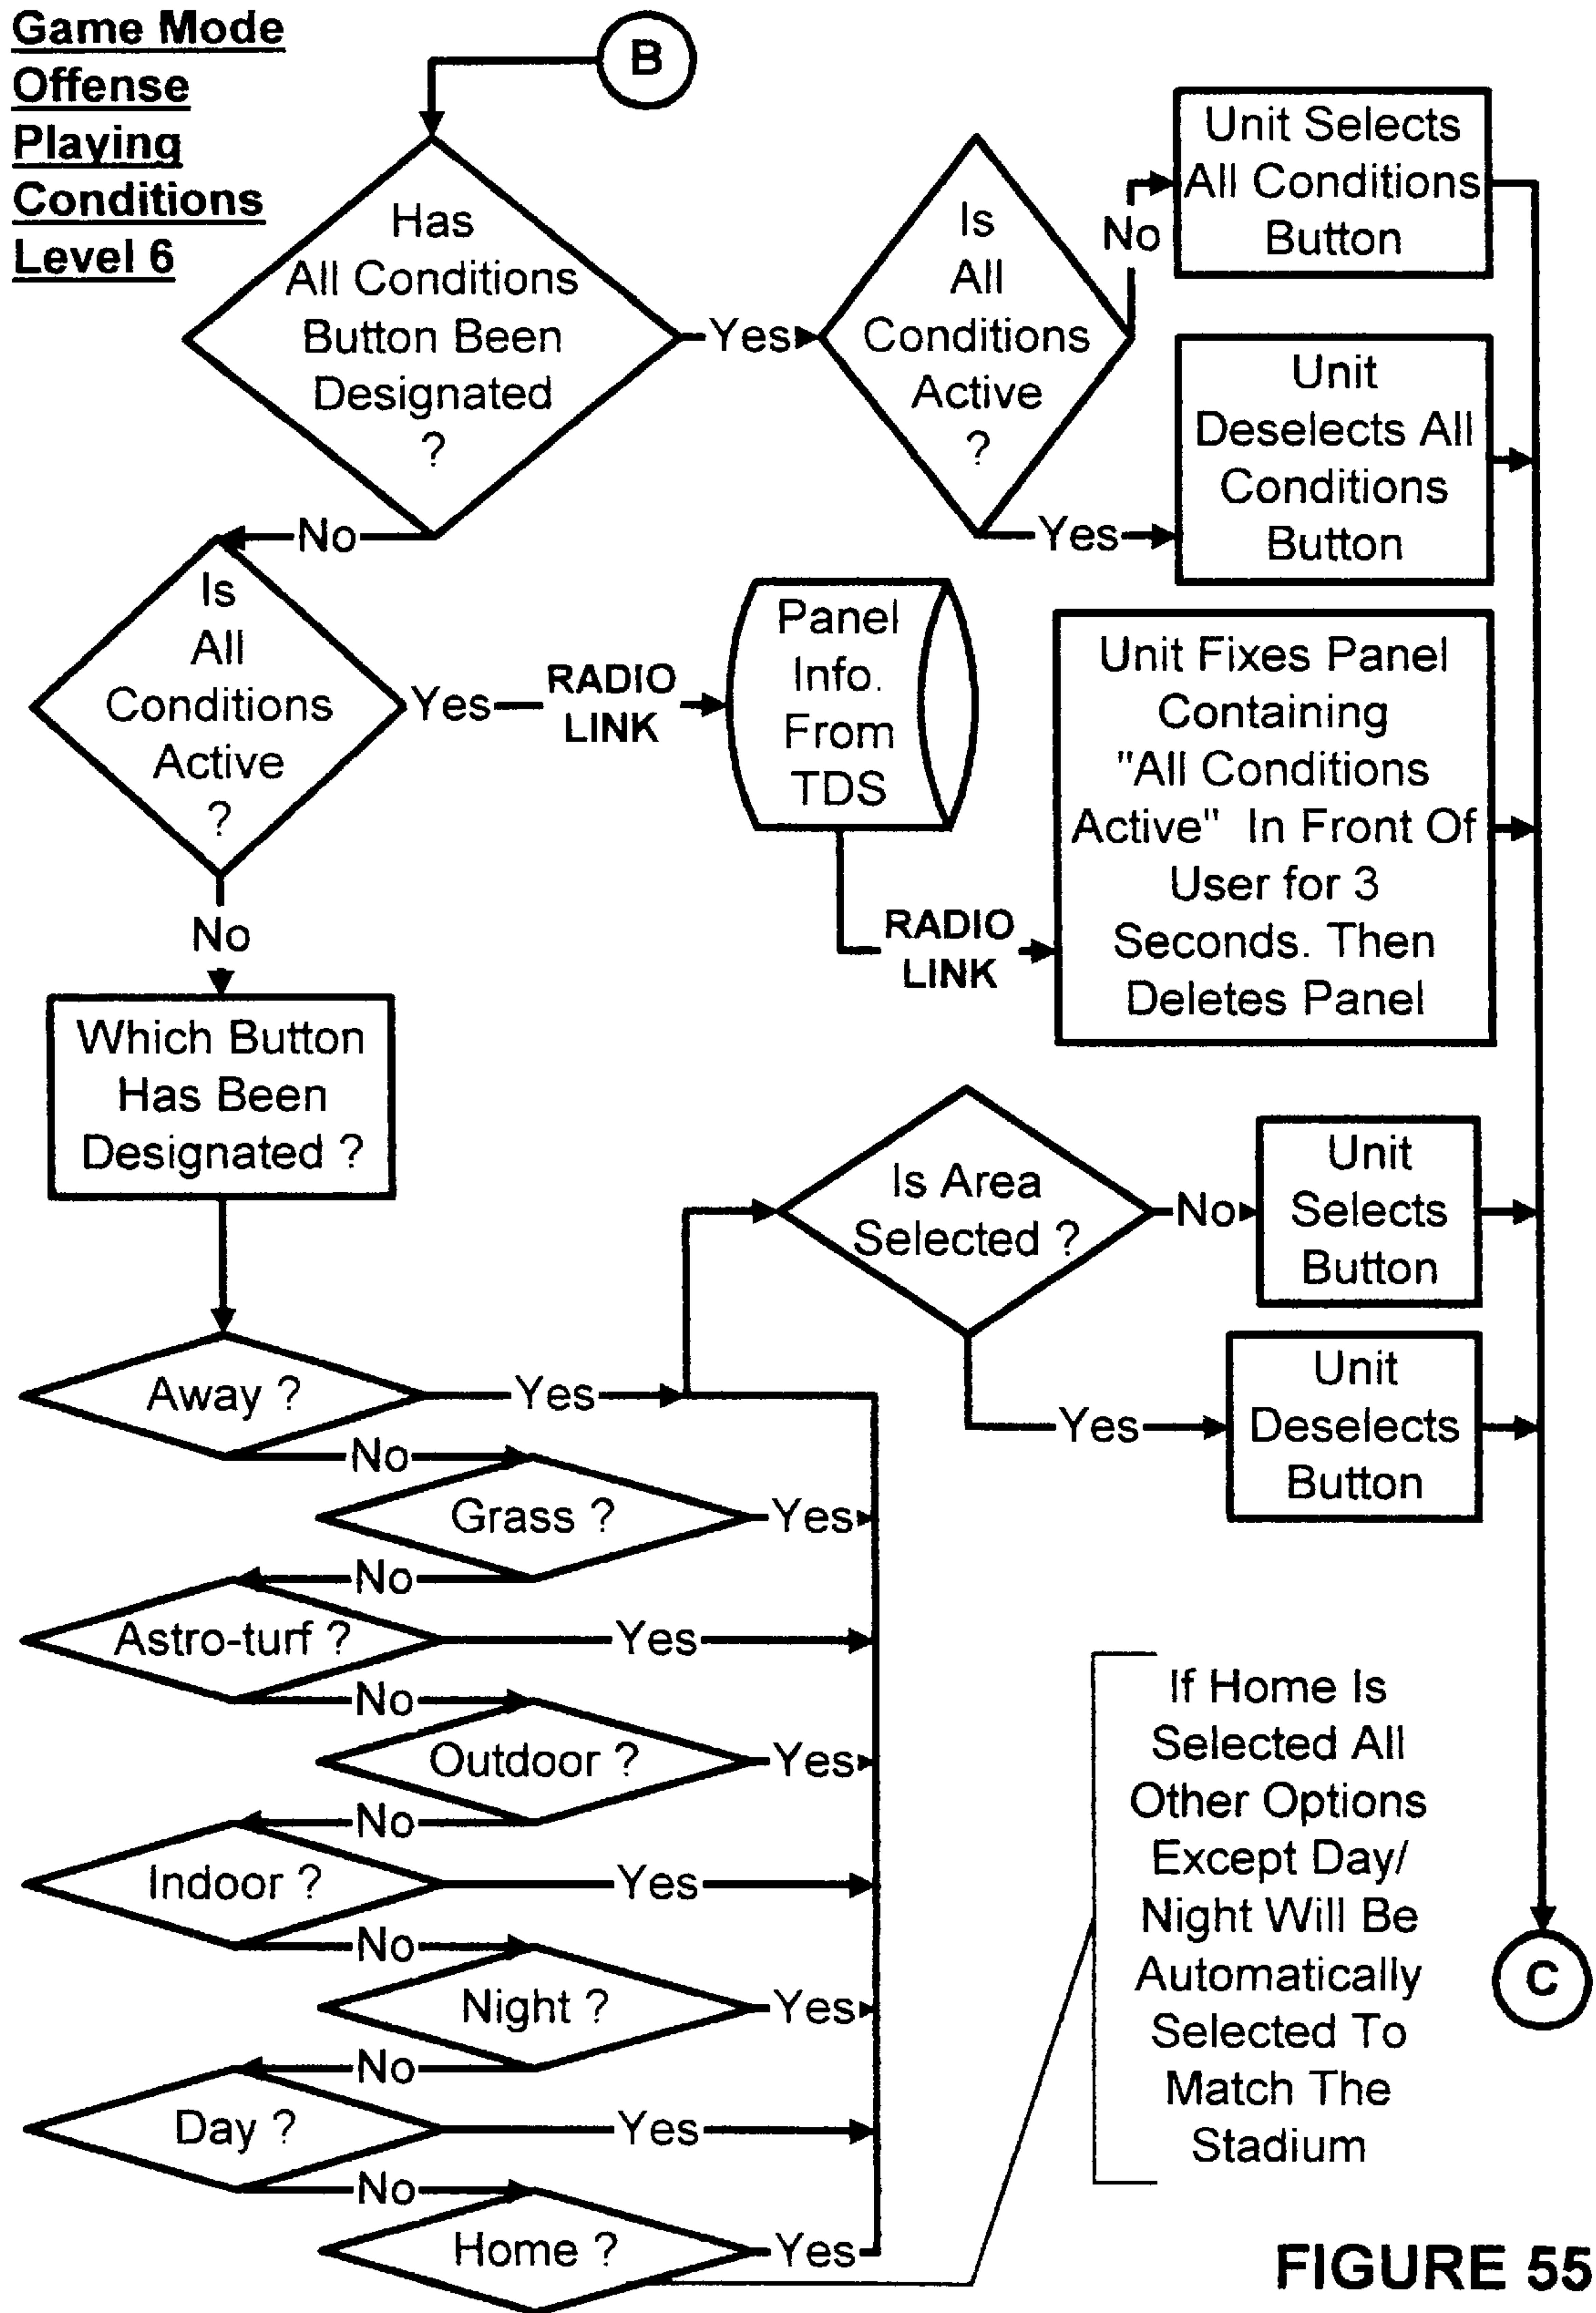 Game Mode
Offense
Playing
Conditions
Level 6
B
Has
All Conditions
Button Been
Designated
?
Yes
Is
All
Conditions
Active
?
No
Unit Selects
All Conditions
Button
Yes
Unit
Deselects All
Conditions
Button
No
Is
All
Conditions
Active
?
Yes
RADIO
LINK
Panel
Info.
From
TDS
RADIO
LINK
Unit Fixes Panel
Containing
"All Conditions
Active" In Front Of
User for 3
Seconds. Then
Deletes Panel
No
Which Button
Has Been
Designated ?
Is Area
Selected ?
No
Unit
Selects
Button
Yes
Unit
Deselects
Button
Away ?
Yes
No
Grass ?
Yes
No
Astro-turf ?
Yes
No
Outdoor ?
Yes
No
Indoor ?
Yes
No
Night ?
Yes
No
Day ?
Yes
No
Home ?
Yes
If Home Is
Selected All
Other Options
Except Day/
Night Will Be
Automatically
Selected To
Match The
Stadium
C
FIGURE 55